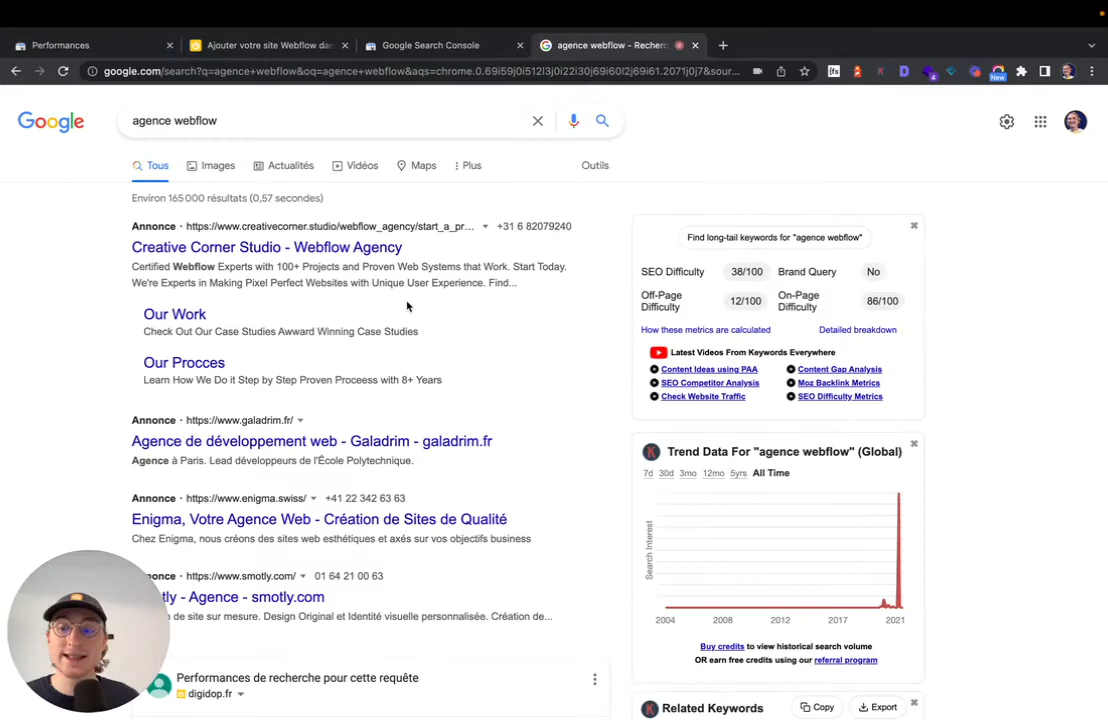 Performances
Ajouter votre site Webflow dan
Google Search Console
agence webflow - Recherc
google.com/search?q=agence+webflow&oq=agence+webflow&aqs=chrome.0.69i59j0i512l3j0i22i30j69i60l2j69i61.2071j0j7&sour...
New
Google
agence webflow
Tous
Images
Actualités
Vidéos
Maps
Plus
Outils
Environ 165 000 résultats (0,57 secondes)
Annonce · https://www.creativecorner.studio/webflow_agency/start_a_pr... +31 6 82079240
Creative Corner Studio - Webflow Agency
Certified Webflow Experts with 100+ Projects and Proven Web Systems that Work. Start Today.
We're Experts in Making Pixel Perfect Websites with Unique User Experience. Find...
Our Work
Check Out Our Case Studies Awward Winning Case Studies
Our Procces
Learn How We Do it Step by Step Proven Proceess with 8+ Years
Annonce · https://www.galadrim.fr/
Agence de développement web - Galadrim - galadrim.fr
Agence à Paris. Lead développeurs de l'École Polytechnique.
Annonce · https://www.enigma.swiss/ +41 22 342 63 63
Enigma, Votre Agence Web - Création de Sites de Qualité
Chez Enigma, nous créons des sites web esthétiques et axés sur vos objectifs business
nonce · https://www.smotly.com/ 01 64 21 00 63
tly - Agence - smotly.com
n de site sur mesure. Design Original et Identité visuelle personnalisée. Création de...
Performances de recherche pour cette requête
digidop.fr
Find long-tail keywords for "agence webflow"
SEO Difficulty 38/100 Brand Query No
Off-Page Difficulty 12/100 On-Page Difficulty 86/100
How these metrics are calculated Detailed breakdown
Latest Videos From Keywords Everywhere
Content Ideas using PAA Content Gap Analysis
SEO Competitor Analysis Moz Backlink Metrics
Check Website Traffic SEO Difficulty Metrics
K
Trend Data For "agence webflow" (Global)
7d 30d 3mo 12mo 5yrs All Time
Search Interest
2004 2008 2012 2017 2021
Buy credits to view historical search volume
OR earn free credits using our referral program
K
Related Keywords Copy Export